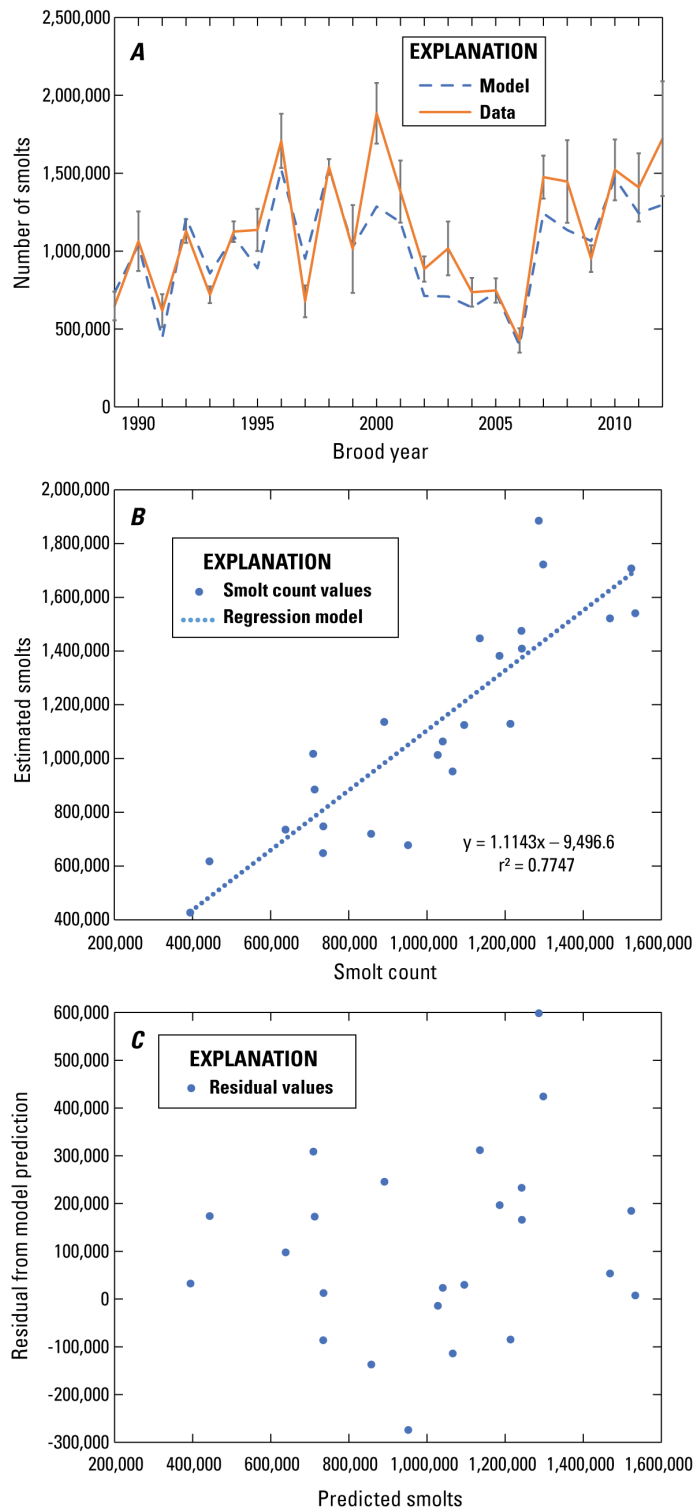 A
EXPLANATION
Model
Data
Number of smolts
2,500,000
2,000,000
1,500,000
1,000,000
500,000
0
1990 1995 2000 2005 2010
Brood year
B
EXPLANATION
Smolt count values
Regression model
Estimated smolts
2,000,000
1,800,000
1,600,000
1,400,000
1,200,000
1,000,000
800,000
600,000
400,000
y = 1.1143x – 9,496.6
r² = 0.7747
200,000 400,000 600,000 800,000 1,000,000 1,200,000 1,400,000 1,600,000
Smolt count
C
EXPLANATION
Residual values
Residual from model prediction
600,000
500,000
400,000
300,000
200,000
100,000
0
-100,000
-200,000
-300,000
200,000 400,000 600,000 800,000 1,000,000 1,200,000 1,400,000 1,600,000
Predicted smolts